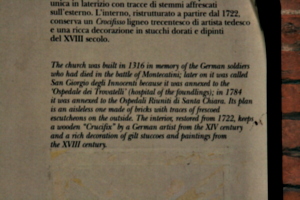 unica in laterizio con tracce di stemmi affrescati
sull'esterno. L'interno, ristrutturato a partire dal 1722,
conserva un Crocifisso ligneo trecentesco di artista tedesco
e una ricca decorazione in stucchi dorati e dipinti
del XVIII secolo.
The church was built in 1316 in memory of the German soldiers
who had died in the battle of Montecatini; later on it was called
San Giorgio degli Innocenti because it was annexed to the
'Ospedale dei Trovatelli' (hospital of the foundlings); in 1784
it was annexed to the Ospedali Riuniti di Santa Chiara. Its plan
is an aisleless one made of bricks with traces of frescoed
escutcheons on the outside. The interior, restored from 1722, keeps
a wooden "Crucifix" by a German artist from the XIV century
and a rich decoration of gilt stuccoes and paintings from
the XVIII century.